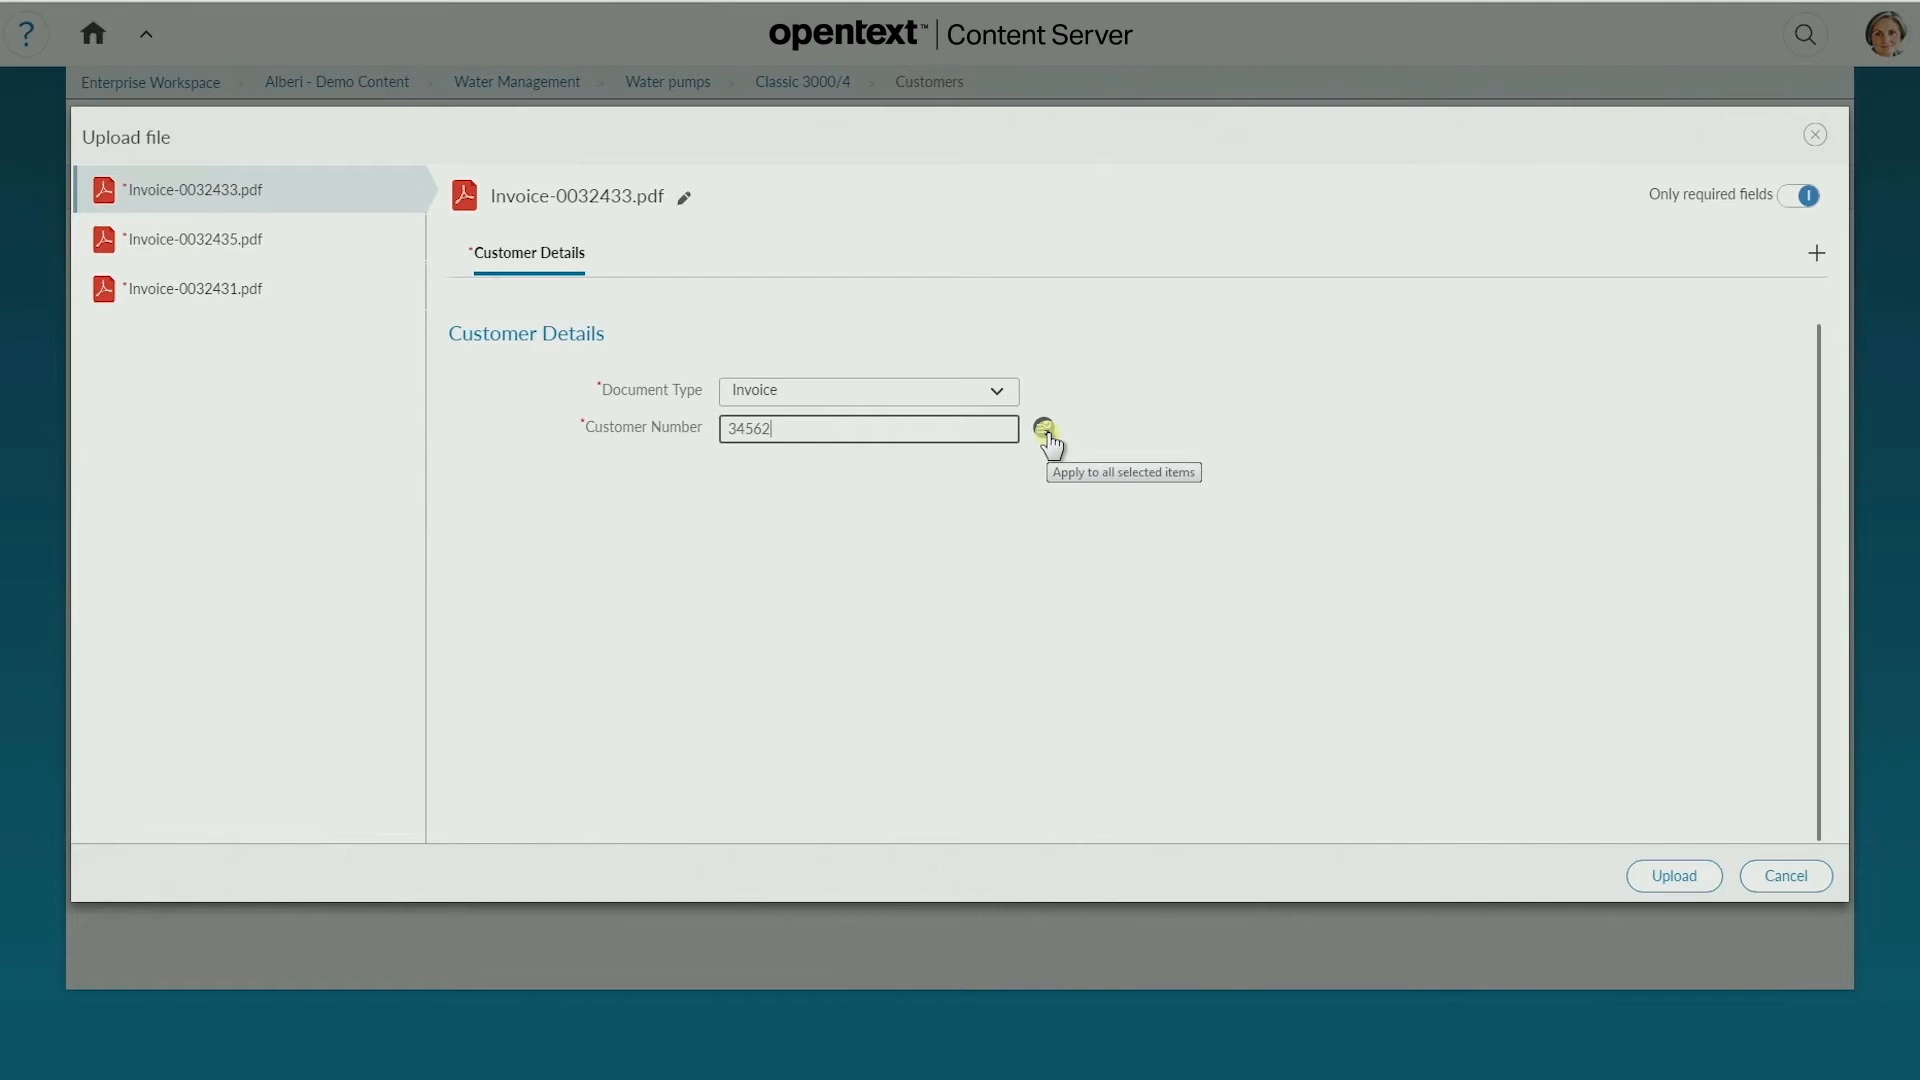 ?
opentext™ | Content Server
Enterprise Workspace > Alberi - Demo Content > Water Management > Water pumps > Classic 3000/4 > Customers
Upload file
*Invoice-0032433.pdf
*Invoice-0032435.pdf
*Invoice-0032431.pdf
Invoice-0032433.pdf
Only required fields
*Customer Details
Customer Details
*Document Type Invoice
*Customer Number 34562
Apply to all selected items
Upload Cancel